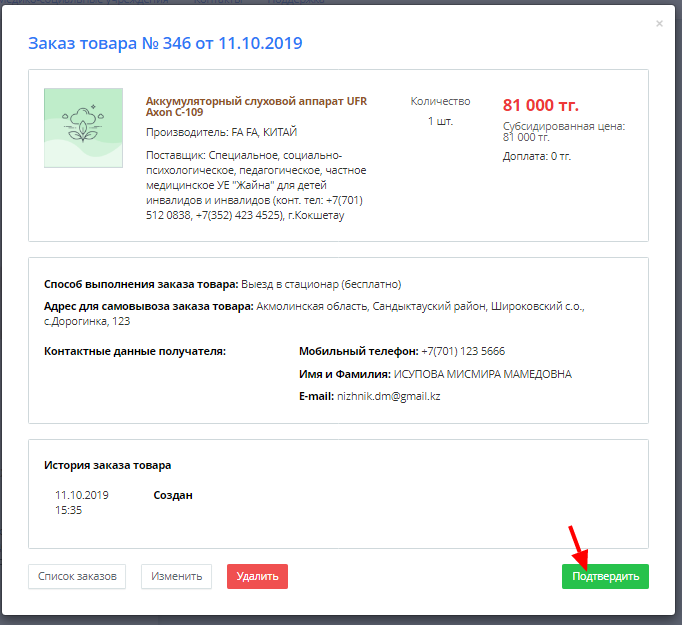 ×
Заказ товара № 346 от 11.10.2019
Аккумуляторный слуховой аппарат UFR
Axon C-109
Производитель: FA FA, КИТАЙ
Поставщик: Специальное, социально-
психологическое, педагогическое, частное
медицинское УЕ "Жайна" для детей
инвалидов и инвалидов (конт. тел: +7(701)
512 0838, +7(352) 423 4525), г.Кокшетау
Количество
1 шт.
81 000 тг.
Субсидированная цена:
81 000 тг.
Доплата: 0 тг.
Способ выполнения заказа товара: Выезд в стационар (бесплатно)
Адрес для самовывоза заказа товара: Акмолинская область, Сандыктауский район, Широковский с.о.,
с.Дорогинка, 123
Контактные данные получателя:
Мобильный телефон: +7(701) 123 5666
Имя и Фамилия: ИСУПОВА МИСМИРА МАМЕДОВНА
E-mail: nizhnik.dm@gmail.kz
История заказа товара
11.10.2019
15:35
Создан
Список заказов
Изменить
Удалить
Подтвердить